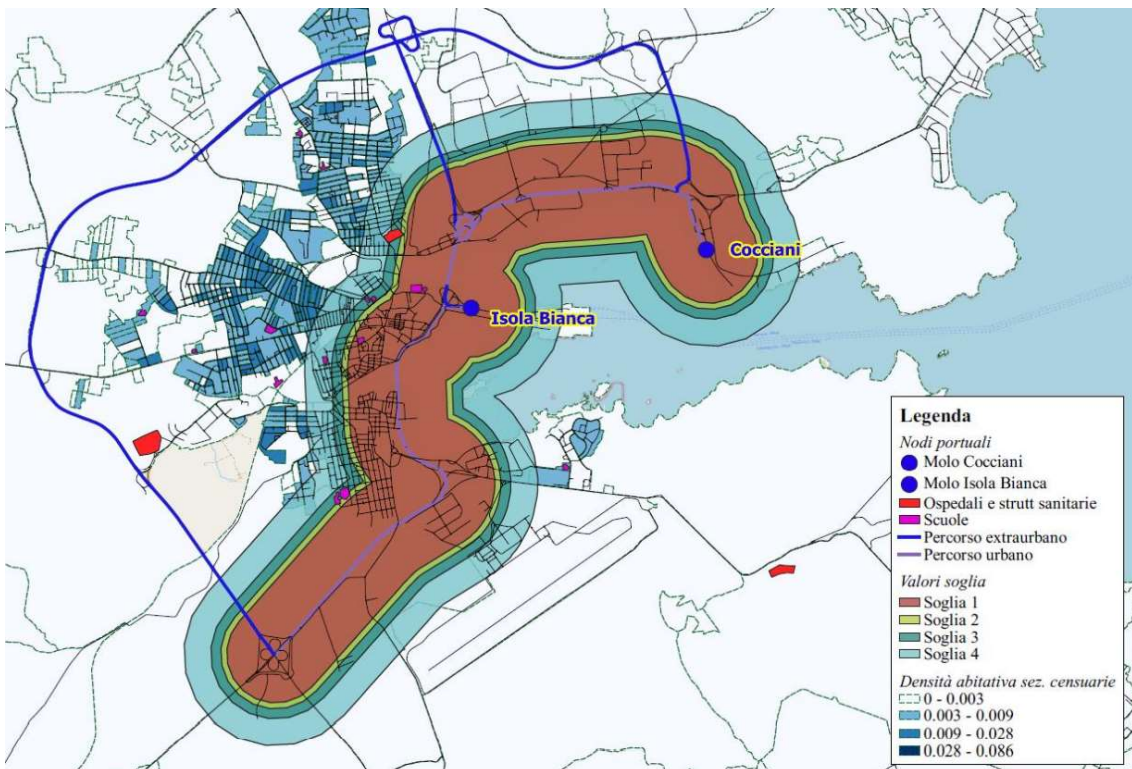 Cocciani
Isola Bianca
Legenda
Nodi portuali
Molo Cocciani
Molo Isola Bianca
Ospedali e strutt sanitarie
Scuole
Percorso extraurbano
Percorso urbano
Valori soglia
Soglia 1
Soglia 2
Soglia 3
Soglia 4
Densità abitativa sez. censuarie
0 - 0.003
0.003 - 0.009
0.009 - 0.028
0.028 - 0.086